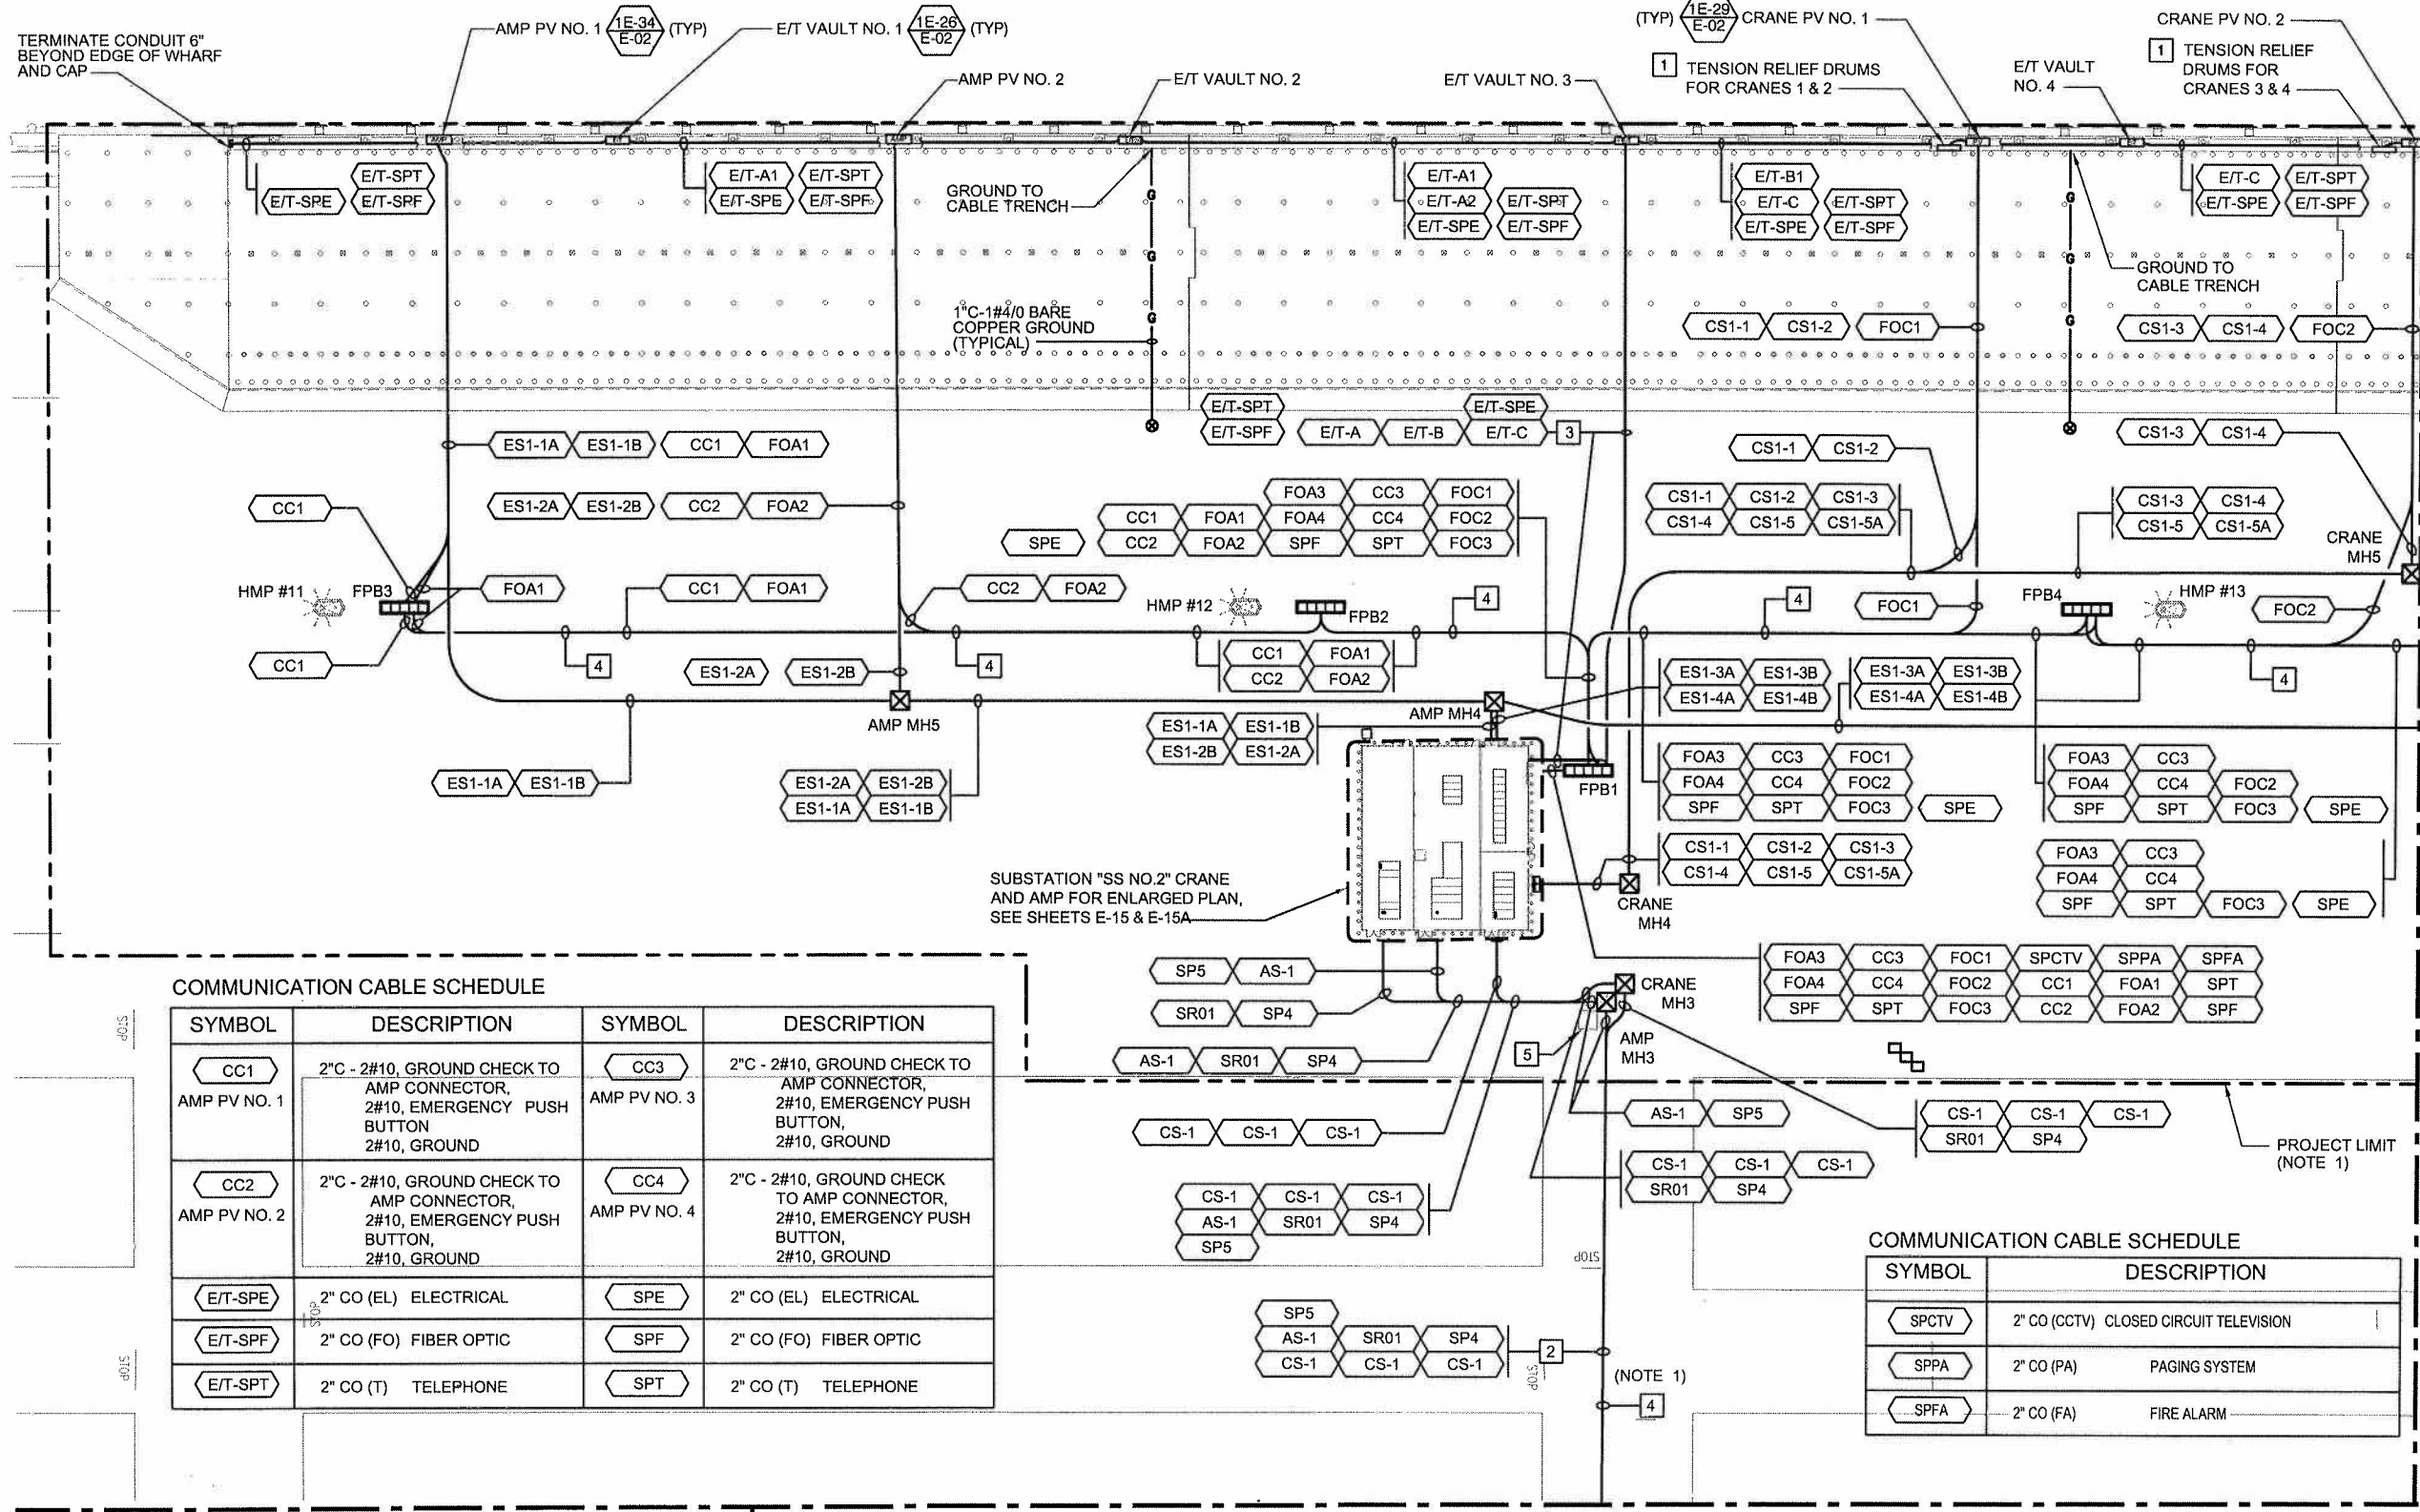 TERMINATE CONDUIT 6"
BEYOND EDGE OF WHARF
AND CAP
AMP PV NO. 1
1E-34
E-02
(TYP)
E/T VAULT NO. 1
1E-26
E-02
(TYP)
AMP PV NO. 2
E/T VAULT NO. 2
E/T VAULT NO. 3
(TYP)
1E-29
E-02
CRANE PV NO. 1
1 TENSION RELIEF DRUMS
FOR CRANES 1 & 2
E/T VAULT
NO. 4
CRANE PV NO. 2
1 TENSION RELIEF
DRUMS FOR
CRANES 3 & 4
E/T-SPT
E/T-SPE E/T-SPF
E/T-A1 E/T-SPT
E/T-SPE E/T-SPF
GROUND TO
CABLE TRENCH
E/T-A1
E/T-A2 E/T-SPT
E/T-SPE E/T-SPF
E/T-B1
E/T-C E/T-SPT
E/T-SPE E/T-SPF
E/T-C E/T-SPT
E/T-SPE E/T-SPF
G
G
G
G
G
G
GROUND TO
CABLE TRENCH
1"C-1#4/0 BARE
COPPER GROUND
(TYPICAL)
CS1-1 CS1-2 FOC1
CS1-3 CS1-4 FOC2
E/T-SPT E/T-SPE
E/T-SPF E/T-A E/T-B E/T-C 3
ES1-1A ES1-1B CC1 FOA1
CS1-1 CS1-2
CS1-3 CS1-4
CC1
ES1-2A ES1-2B CC2 FOA2
FOA3 CC3 FOC1
CC1 FOA1 FOA4 CC4 FOC2
SPE CC2 FOA2 SPF SPT FOC3
CS1-1 CS1-2 CS1-3
CS1-4 CS1-5 CS1-5A
CS1-3 CS1-4
CS1-5 CS1-5A
CRANE
MH5
HMP #11
FPB3
FOA1
CC1 FOA1
CC2 FOA2
HMP #12
FPB2
4
4
FOC1
FPB4
HMP #13
FOC2
CC1
4
ES1-2A ES1-2B
4
CC1 FOA1
CC2 FOA2
ES1-3A ES1-3B
ES1-4A ES1-4B
ES1-3A ES1-3B
ES1-4A ES1-4B
4
AMP MH5
AMP MH4
ES1-1A ES1-1B
ES1-2B ES1-2A
ES1-1A ES1-1B
ES1-2A ES1-2B
ES1-1A ES1-1B
FPB1
FOA3 CC3 FOC1
FOA4 CC4 FOC2
SPF SPT FOC3 SPE
FOA3 CC3
FOA4 CC4 FOC2
SPF SPT FOC3 SPE
CS1-1 CS1-2 CS1-3
CS1-4 CS1-5 CS1-5A
FOA3 CC3
FOA4 CC4
SPF SPT FOC3 SPE
SUBSTATION "SS NO.2" CRANE
AND AMP FOR ENLARGED PLAN,
SEE SHEETS E-15 & E-15A
CRANE
MH4
SP5 AS-1
SR01 SP4
AS-1 SR01 SP4
CRANE
MH3
AMP
MH3
5
FOA3 CC3 FOC1 SPCTV SPPA SPFA
FOA4 CC4 FOC2 CC1 FOA1 SPT
SPF SPT FOC3 CC2 FOA2 SPF
CS-1 CS-1 CS-1
AS-1 SP5
CS-1 CS-1 CS-1
SR01 SP4
CS-1 CS-1 CS-1
SR01 SP4
PROJECT LIMIT
(NOTE 1)
CS-1 CS-1 CS-1
AS-1 SR01 SP4
SP5
SP5
AS-1 SR01 SP4
CS-1 CS-1 CS-1
2
(NOTE 1)
4
STOP
STOP
STOP
STOP
STOP
COMMUNICATION CABLE SCHEDULE
SYMBOL DESCRIPTION SYMBOL DESCRIPTION
CC1
AMP PV NO. 1
2"C - 2#10, GROUND CHECK TO
AMP CONNECTOR,
2#10, EMERGENCY PUSH
BUTTON
2#10, GROUND
CC3
AMP PV NO. 3
2"C - 2#10, GROUND CHECK TO
AMP CONNECTOR,
2#10, EMERGENCY PUSH
BUTTON,
2#10, GROUND
CC2
AMP PV NO. 2
2"C - 2#10, GROUND CHECK TO
AMP CONNECTOR,
2#10, EMERGENCY PUSH
BUTTON,
2#10, GROUND
CC4
AMP PV NO. 4
2"C - 2#10, GROUND CHECK
TO AMP CONNECTOR,
2#10, EMERGENCY PUSH
BUTTON,
2#10, GROUND
E/T-SPE 2" CO (EL) ELECTRICAL SPE 2" CO (EL) ELECTRICAL
E/T-SPF 2" CO (FO) FIBER OPTIC SPF 2" CO (FO) FIBER OPTIC
E/T-SPT 2" CO (T) TELEPHONE SPT 2" CO (T) TELEPHONE
COMMUNICATION CABLE SCHEDULE
SYMBOL DESCRIPTION
SPCTV 2" CO (CCTV) CLOSED CIRCUIT TELEVISION
SPPA 2" CO (PA) PAGING SYSTEM
SPFA 2" CO (FA) FIRE ALARM